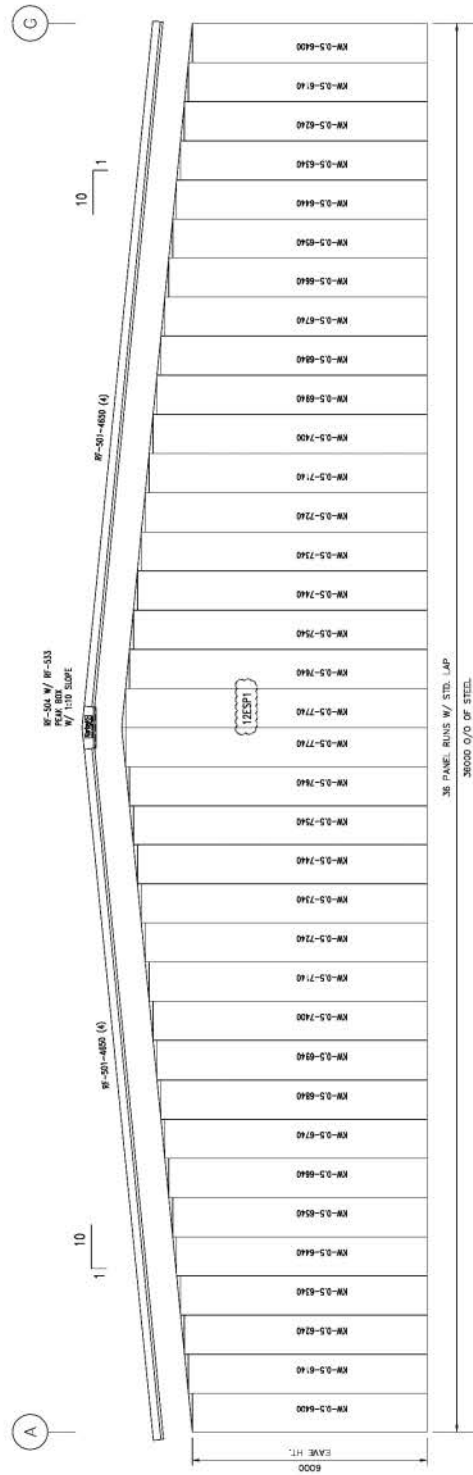 A
G
RF-504 W/ RF-533
PEAK BOX
W/ 1:10 SLOPE
RF-501-4650 (4)
RF-501-4650 (4)
10
1
10
1
12ESP1
KW-0.5-6400
KW-0.5-6140
KW-0.5-6240
KW-0.5-6340
KW-0.5-6440
KW-0.5-6540
KW-0.5-6640
KW-0.5-6740
KW-0.5-6840
KW-0.5-6940
KW-0.5-7400
KW-0.5-7140
KW-0.5-7240
KW-0.5-7340
KW-0.5-7440
KW-0.5-7540
KW-0.5-7640
KW-0.5-7740
KW-0.5-7740
KW-0.5-7640
KW-0.5-7540
KW-0.5-7440
KW-0.5-7340
KW-0.5-7240
KW-0.5-7140
KW-0.5-7400
KW-0.5-6940
KW-0.5-6840
KW-0.5-6740
KW-0.5-6640
KW-0.5-6540
KW-0.5-6440
KW-0.5-6340
KW-0.5-6240
KW-0.5-6140
KW-0.5-6400
6000
EAVE HT.
36 PANEL RUNS W/ STD. LAP
36000 O/O OF STEEL